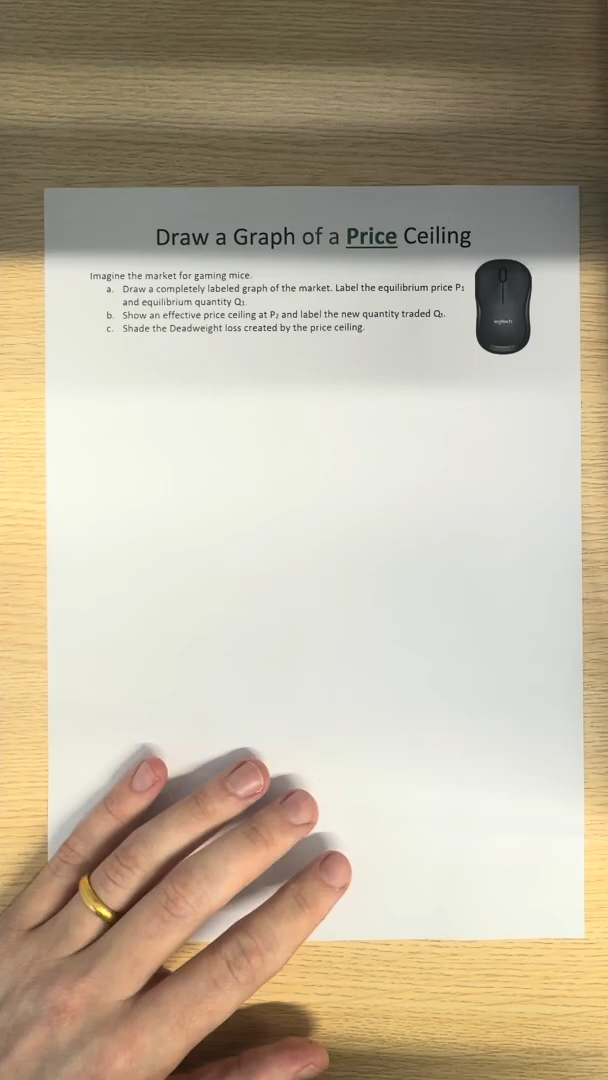 Draw a Graph of a Price Ceiling
Imagine the market for gaming mice.
a. Draw a completely labeled graph of the market. Label the equilibrium price P₁
and equilibrium quantity Q₁.
b. Show an effective price ceiling at P₂ and label the new quantity traded Q₁.
c. Shade the Deadweight loss created by the price ceiling.
logitech